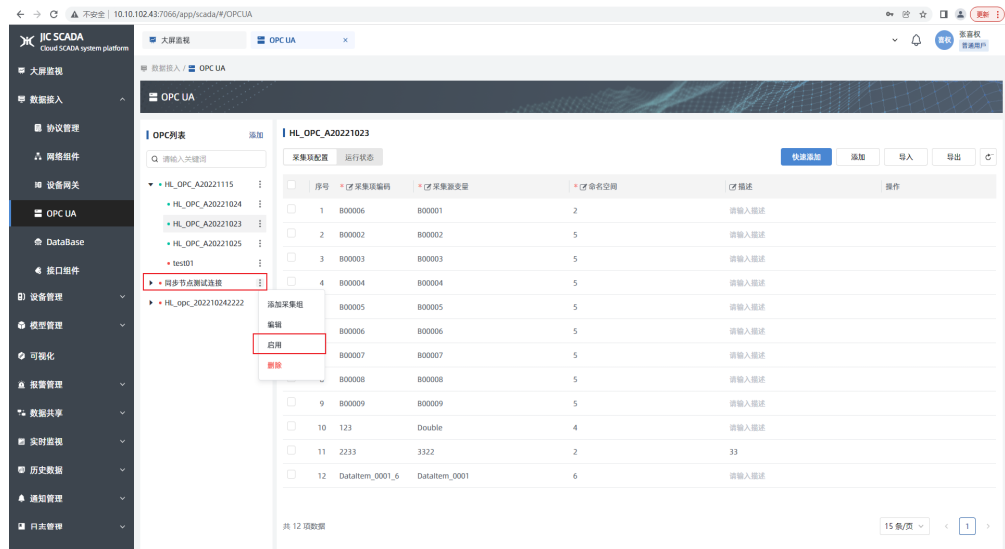 不安全 | 10.10.102.43:7066/app/scada/#/OPCUA
更新
JIC SCADA
Cloud SCADA system platform
大屏监视
OPC UA ×
喜权
张喜权
普通用户
大屏监视
数据接入
协议管理
网络组件
设备网关
OPC UA
DataBase
接口组件
设备管理
模型管理
可视化
报警管理
数据共享
实时监视
历史数据
通知管理
日志管理
数据接入 / OPC UA
OPC UA
OPC列表 添加
请输入关键词
HL_OPC_A20221115
HL_OPC_A20221024
HL_OPC_A20221023
HL_OPC_A20221025
test01
同步节点测试连接
HL_opc_202210242222
添加采集组
编辑
启用
删除
HL_OPC_A20221023
采集项配置 运行状态
快速添加 添加 导入 导出
序号 * 采集项编码 * 采集源变量 * 命名空间 描述 操作
1 B00006 B00001 2 请输入描述
2 B00002 B00002 5 请输入描述
3 B00003 B00003 5 请输入描述
4 B00004 B00004 5 请输入描述
B00005 B00005 5 请输入描述
B00006 B00006 5 请输入描述
B00007 B00007 5 请输入描述
8 B00008 B00008 5 请输入描述
9 B00009 B00009 5 请输入描述
10 123 Double 4 请输入描述
11 2233 3322 2 33
12 DataItem_0001_6 DataItem_0001 6 请输入描述
共 12 项数据
15 条/页
< 1 >